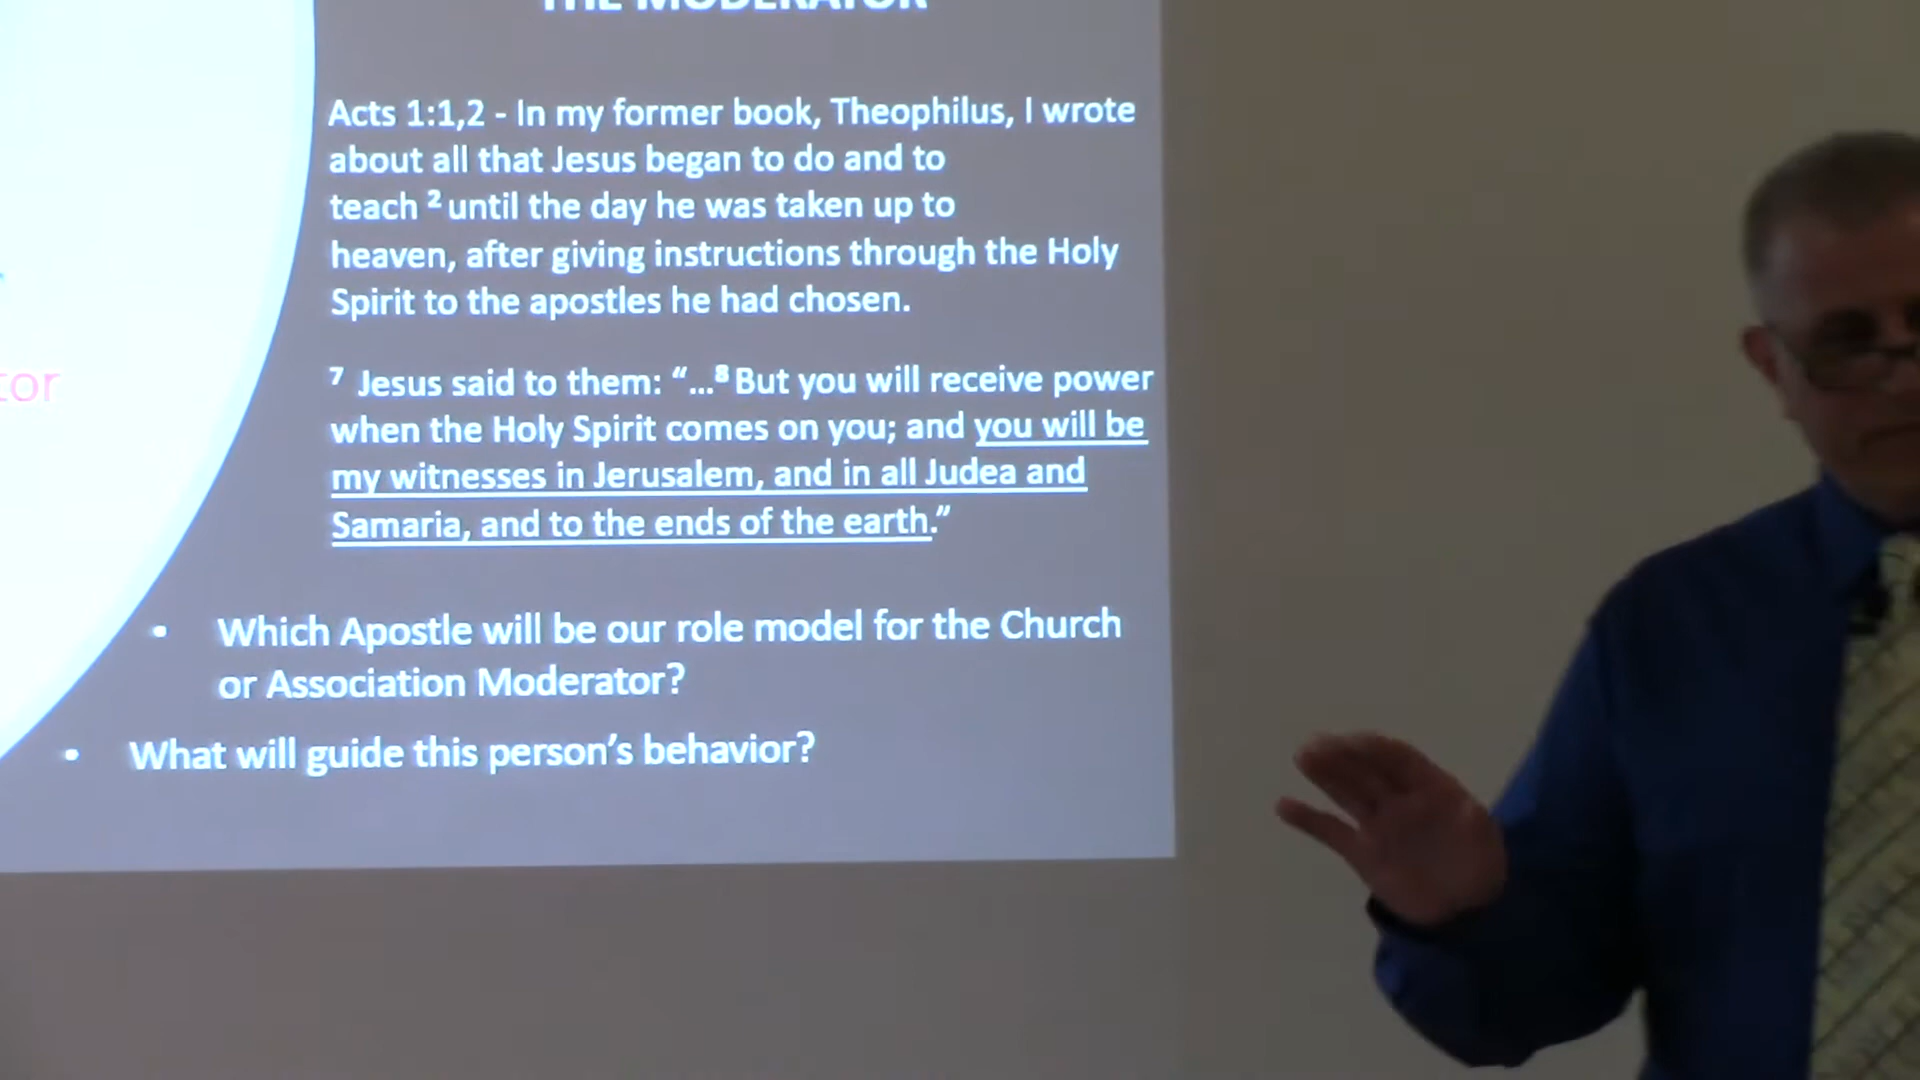 THE MODERATOR
Acts 1:1,2 - In my former book, Theophilus, I wrote
about all that Jesus began to do and to
teach ² until the day he was taken up to
heaven, after giving instructions through the Holy
Spirit to the apostles he had chosen.
⁷ Jesus said to them: “...⁸ But you will receive power
when the Holy Spirit comes on you; and you will be
my witnesses in Jerusalem, and in all Judea and
Samaria, and to the ends of the earth.”
• Which Apostle will be our role model for the Church
or Association Moderator?
• What will guide this person’s behavior?